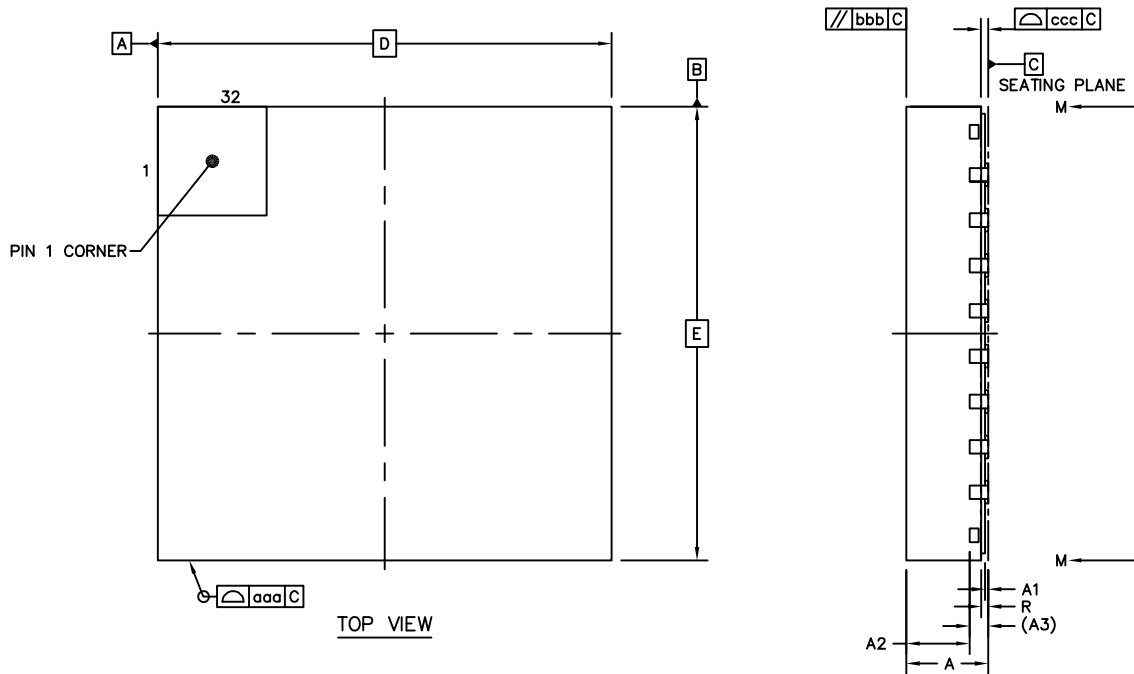 A
D
32
B
1
PIN 1 CORNER
E
aaa C
TOP VIEW
// bbb C
ccc C
C
SEATING PLANE
M
M
A1
R
(A3)
A2
A